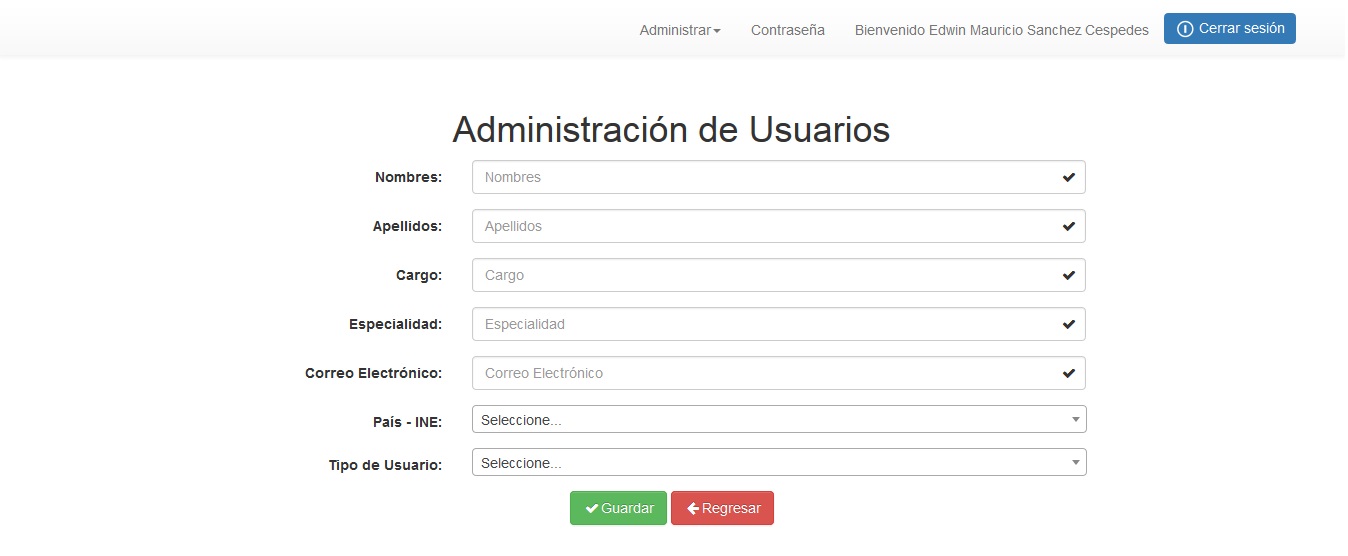 Administrar Contraseña Bienvenido Edwin Mauricio Sanchez Cespedes Cerrar sesión
Administración de Usuarios
Nombres: Nombres
Apellidos: Apellidos
Cargo: Cargo
Especialidad: Especialidad
Correo Electrónico: Correo Electrónico
País - INE: Seleccione...
Tipo de Usuario: Seleccione...
Guardar Regresar